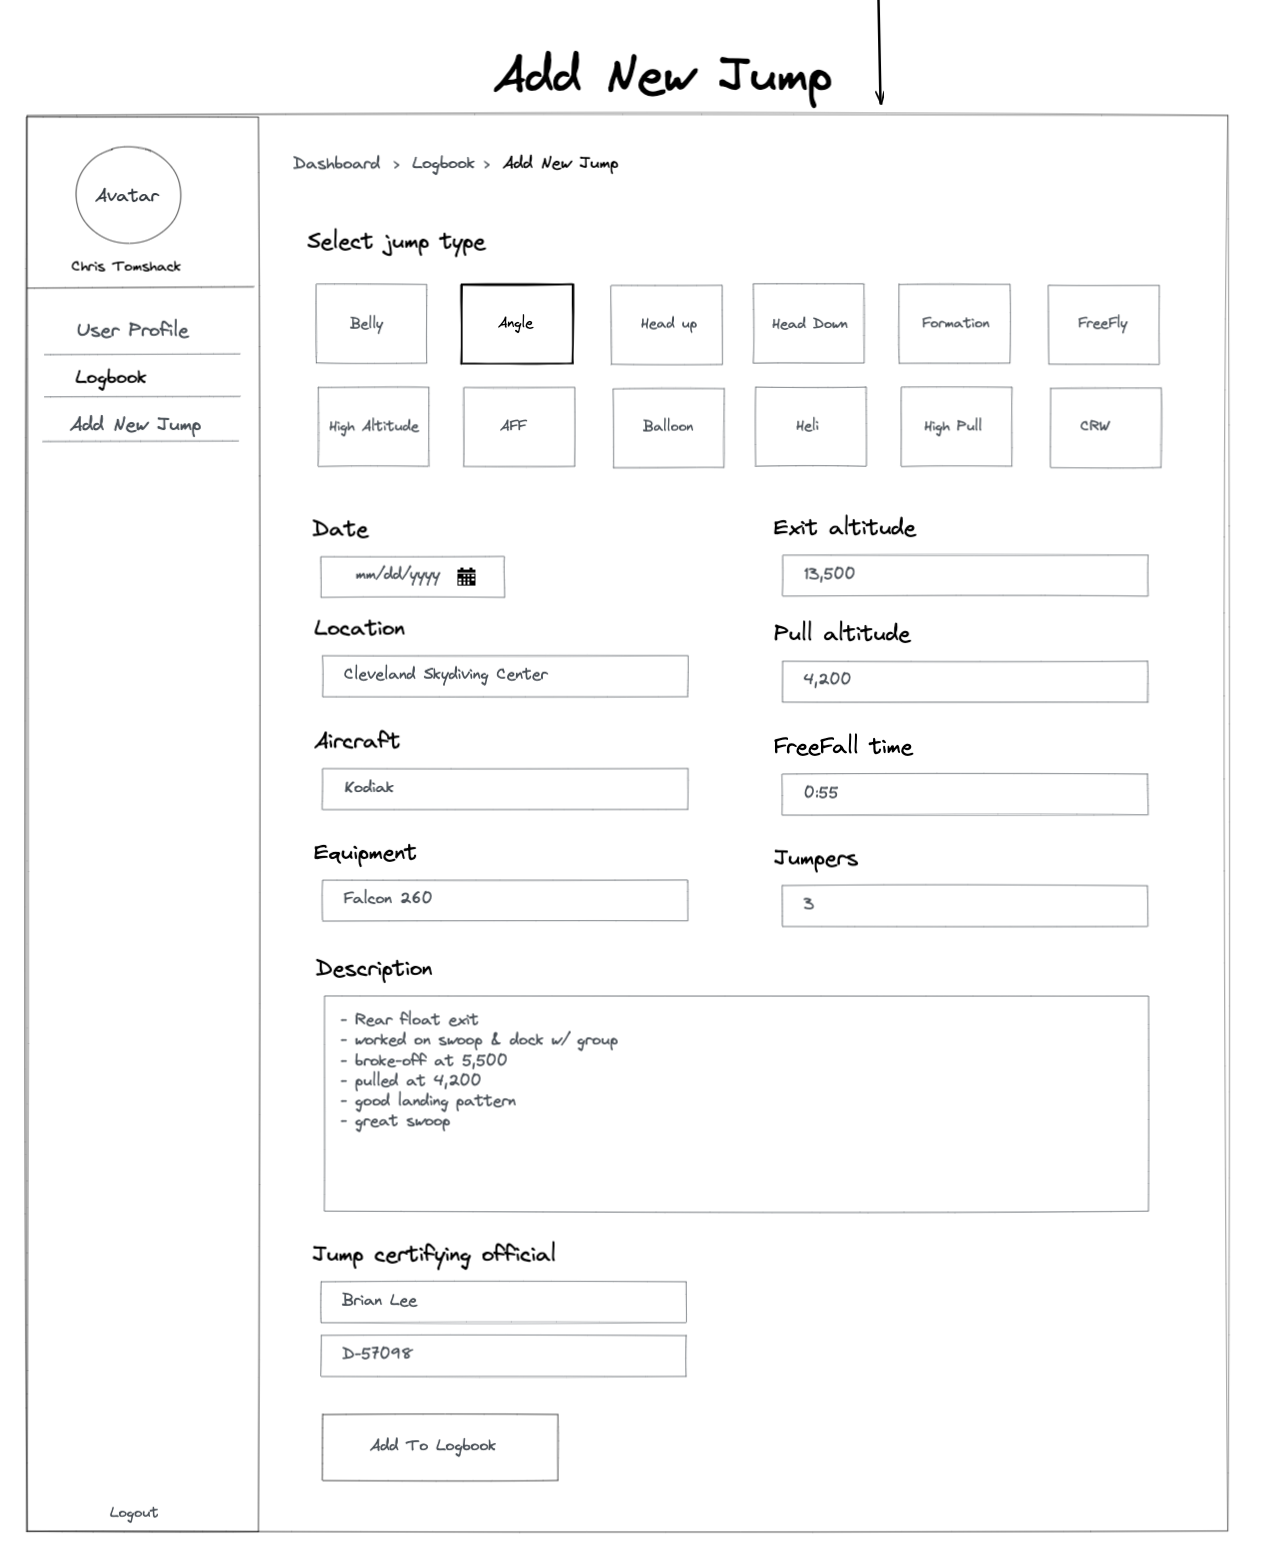 Add New Jump
Avatar
Chris Tomshack
User Profile
Logbook
Add New Jump
Logout
Dashboard > Logbook > Add New Jump
Select jump type
Belly
Angle
Head up
Head Down
Formation
FreeFly
High Altitude
AFF
Balloon
Heli
High Pull
CRW
Date
mm/dd/yyyy
Location
Cleveland Skydiving Center
Aircraft
Kodiak
Equipment
Falcon 260
Exit altitude
13,500
Pull altitude
4,200
FreeFall time
0:55
Jumpers
3
Description
- Rear float exit
- worked on swoop & dock w/ group
- broke-off at 5,500
- pulled at 4,200
- good landing pattern
- great swoop
Jump certifying official
Brian Lee
D-57098
Add To Logbook